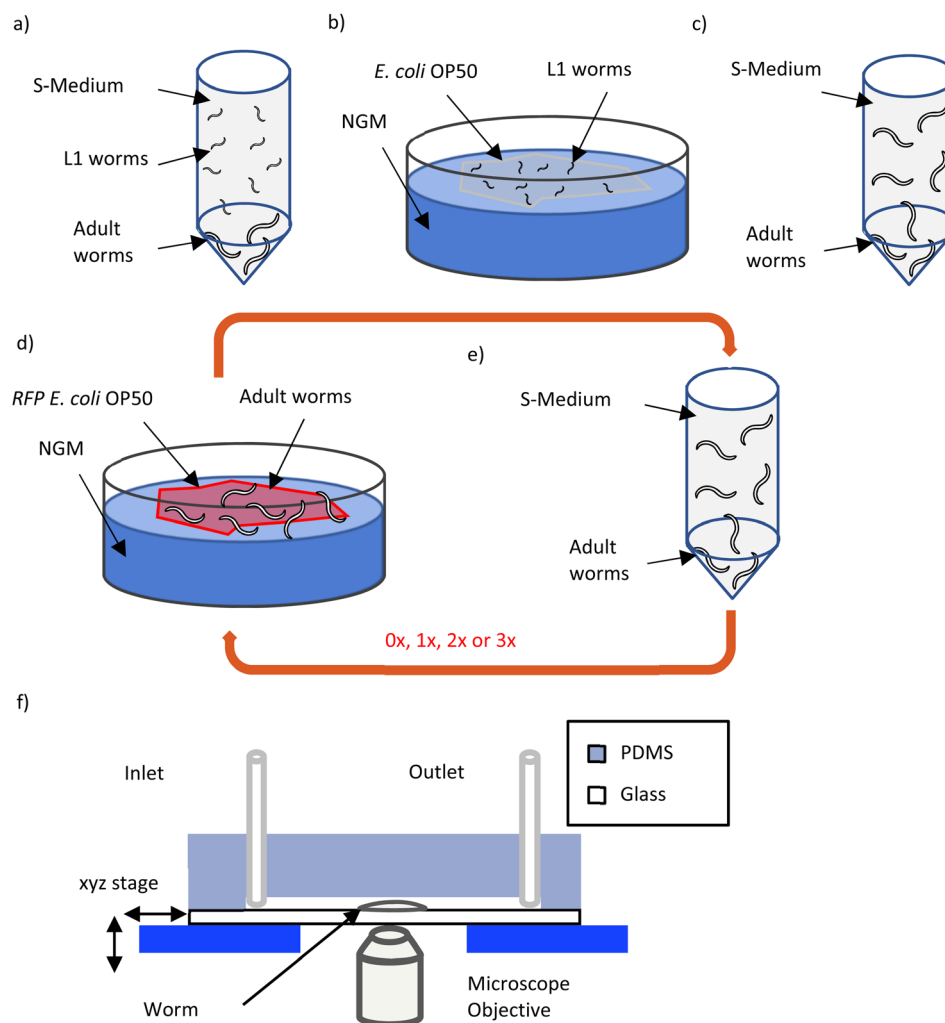 a)
S-Medium
L1 worms
Adult
worms
b)
E. coli OP50
L1 worms
NGM
c)
S-Medium
Adult
worms
d)
RFP E. coli OP50
Adult worms
NGM
e)
S-Medium
Adult
worms
0x, 1x, 2x or 3x
f)
Inlet
Outlet
PDMS
Glass
xyz stage
Worm
Microscope
Objective